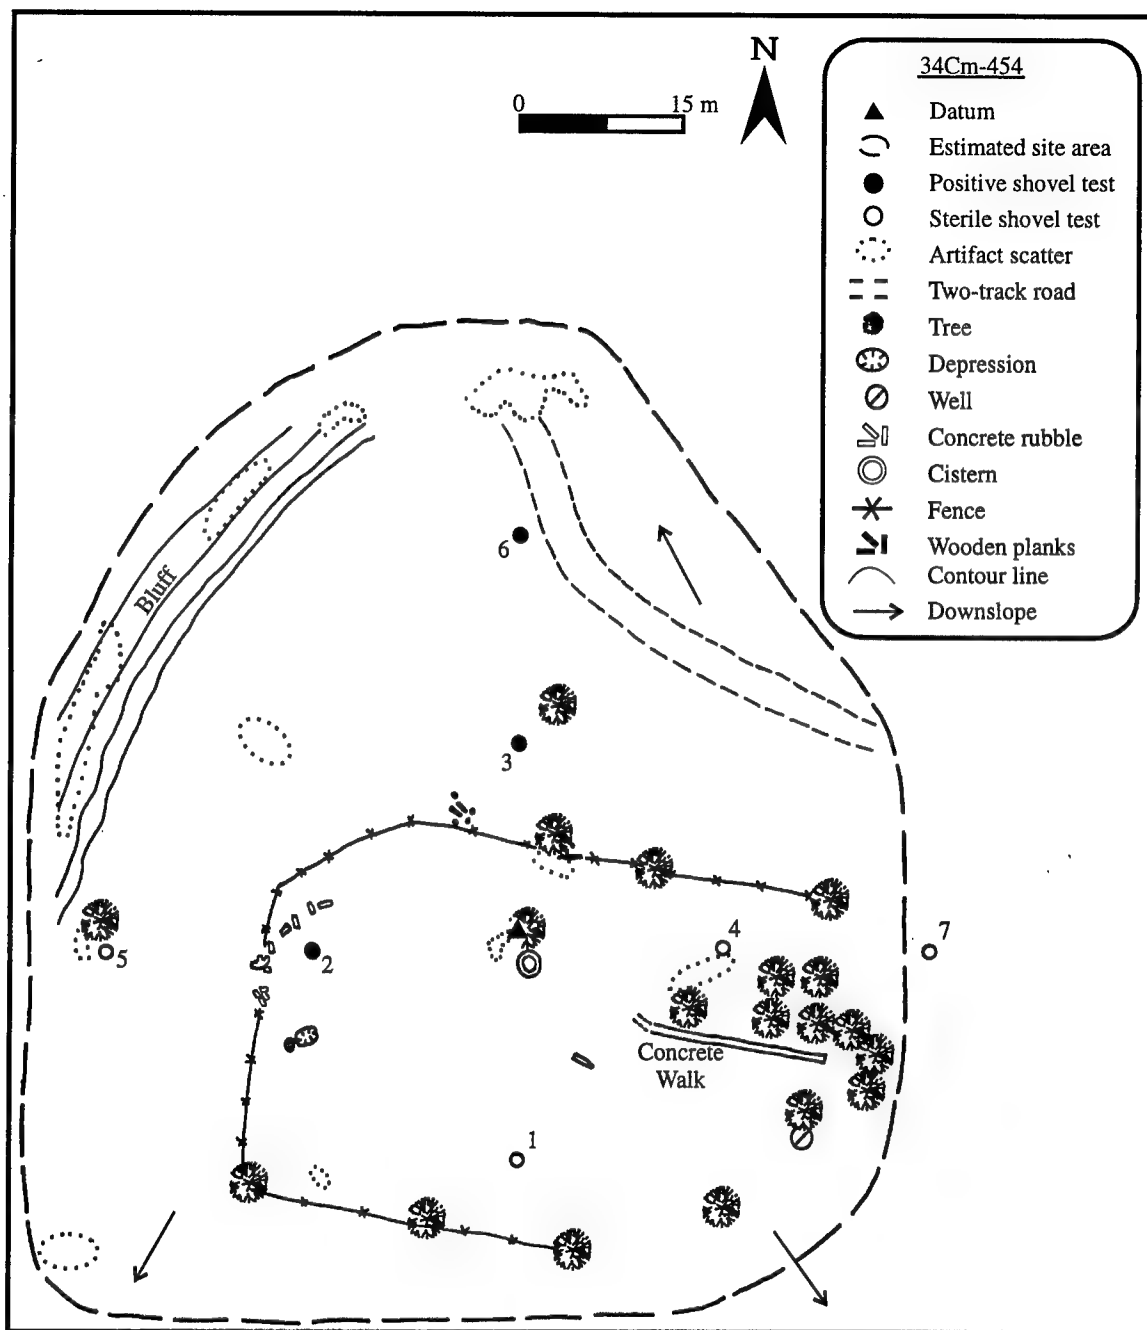 N
0 15 m
34Cm-454
Datum
Estimated site area
Positive shovel test
Sterile shovel test
Artifact scatter
Two-track road
Tree
Depression
Well
Concrete rubble
Cistern
Fence
Wooden planks
Contour line
Downslope
Bluff
6
3
5
2
4
7
Concrete
Walk
1